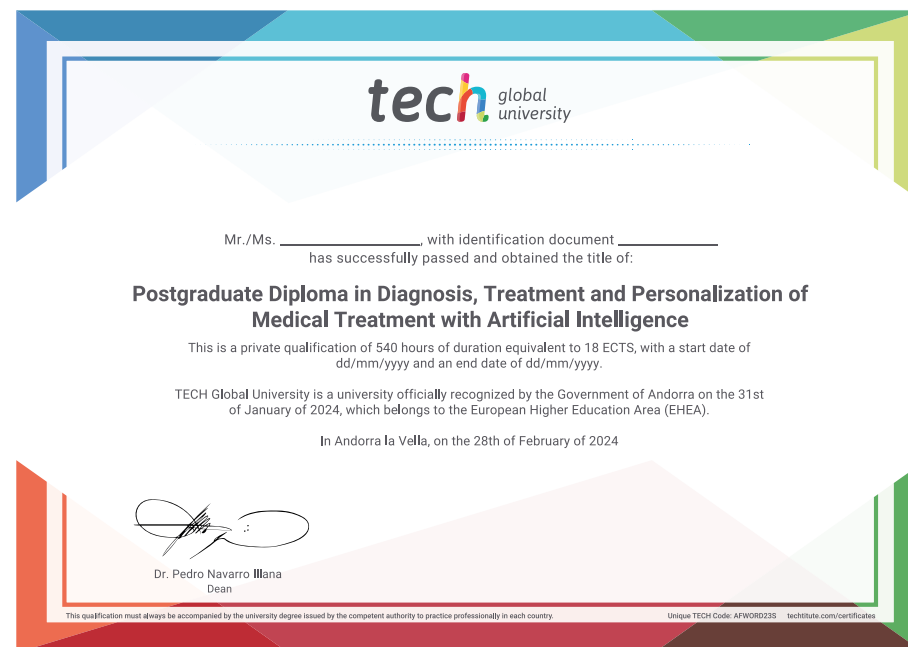 tech global university
Mr./Ms. ____________________, with identification document ______________
has successfully passed and obtained the title of:
Postgraduate Diploma in Diagnosis, Treatment and Personalization of
Medical Treatment with Artificial Intelligence
This is a private qualification of 540 hours of duration equivalent to 18 ECTS, with a start date of
dd/mm/yyyy and an end date of dd/mm/yyyy.
TECH Global University is a university officially recognized by the Government of Andorra on the 31st
of January of 2024, which belongs to the European Higher Education Area (EHEA).
In Andorra la Vella, on the 28th of February of 2024
Dr. Pedro Navarro Illana
Dean
This qualification must always be accompanied by the university degree issued by the competent authority to practice professionally in each country.
Unique TECH Code: AFWORD23S techtitute.com/certificates